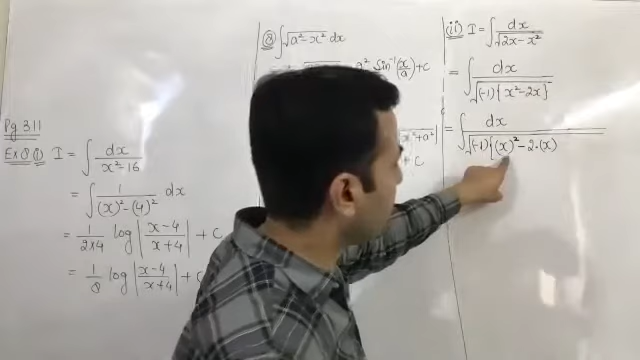 Pg 311
Ex 8 (i) I = ∫ dx / x²-16
= ∫ 1 / (x)²-(4)² dx
= 1 / 2×4 log |x-4 / x+4| + c
= 1/8 log |x-4 / x+4| + c
(8) ∫ √a²-x² dx
a² sin⁻¹(x/a) + c
x²+a²|
+ c
(ii) I = ∫ dx / √2x-x²
= ∫ dx / √(-1){x²-2x}
= ∫ dx / √(-1){(x)²-2.(x)